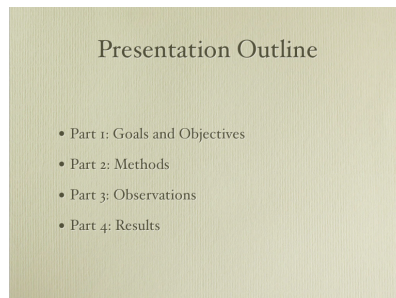 Presentation Outline
• Part 1: Goals and Objectives
• Part 2: Methods
• Part 3: Observations
• Part 4: Results